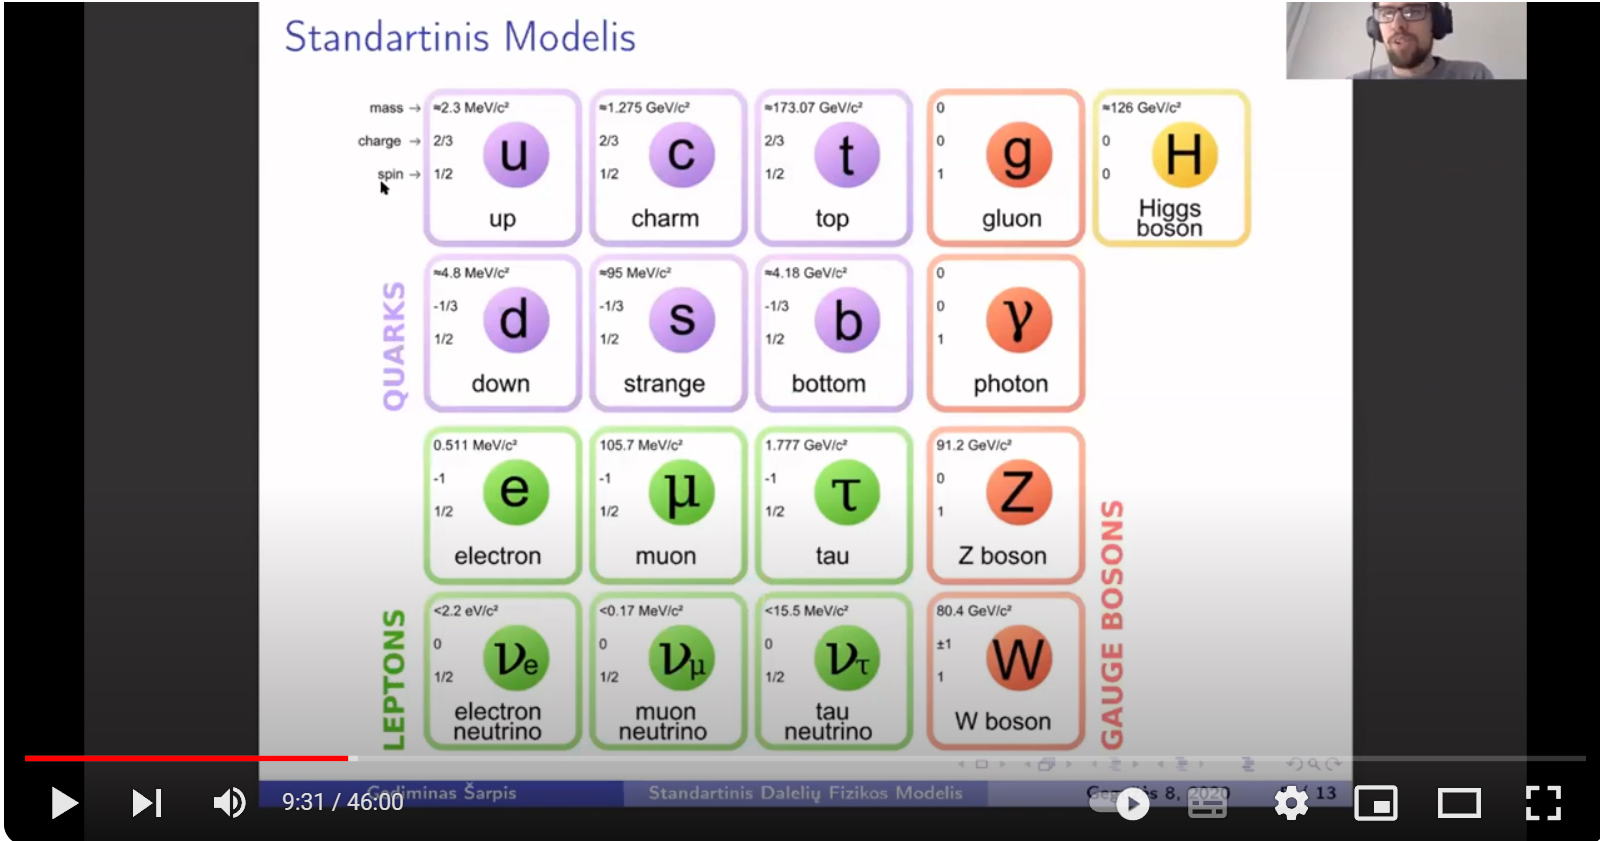 Standartinis Modelis
mass →
charge →
spin →
≈2.3 MeV/c²
2/3
1/2
u
up
≈1.275 GeV/c²
2/3
1/2
c
charm
≈173.07 GeV/c²
2/3
1/2
t
top
0
0
1
g
gluon
≈126 GeV/c²
0
0
H
Higgs
boson
QUARKS
≈4.8 MeV/c²
-1/3
1/2
d
down
≈95 MeV/c²
-1/3
1/2
s
strange
≈4.18 GeV/c²
-1/3
1/2
b
bottom
0
0
1
γ
photon
0.511 MeV/c²
-1
1/2
e
electron
105.7 MeV/c²
-1
1/2
μ
muon
1.777 GeV/c²
-1
1/2
τ
tau
91.2 GeV/c²
0
1
Z
Z boson
GAUGE BOSONS
LEPTONS
<2.2 eV/c²
0
1/2
νe
electron
neutrino
<0.17 MeV/c²
0
1/2
νμ
muon
neutrino
<15.5 MeV/c²
0
1/2
ντ
tau
neutrino
80.4 GeV/c²
±1
1
W
W boson
Gediminas Šarpis
Standartinis Dalelių Fizikos Modelis
8, 2020
/ 13
9:31 / 46:00